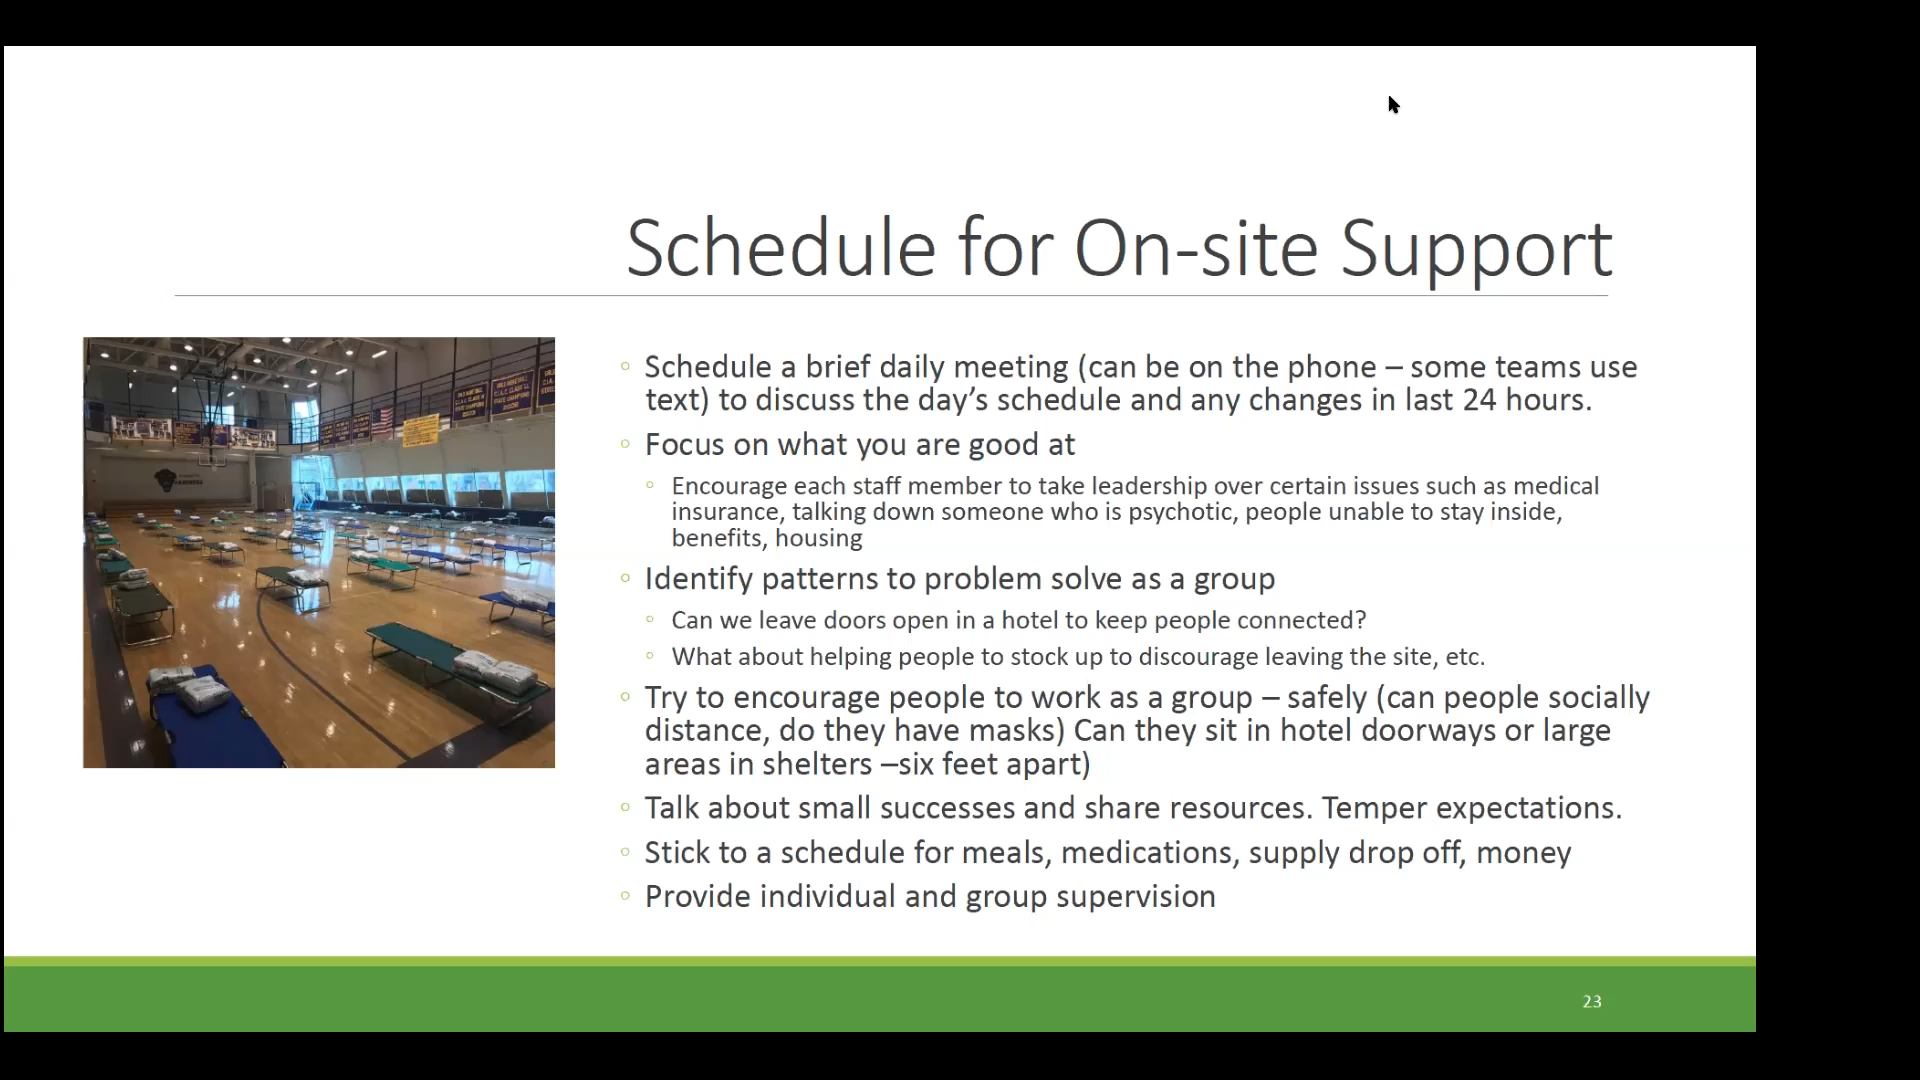 Schedule for On-site Support
Schedule a brief daily meeting (can be on the phone – some teams use
text) to discuss the day’s schedule and any changes in last 24 hours.
Focus on what you are good at
Encourage each staff member to take leadership over certain issues such as medical
insurance, talking down someone who is psychotic, people unable to stay inside,
benefits, housing
Identify patterns to problem solve as a group
Can we leave doors open in a hotel to keep people connected?
What about helping people to stock up to discourage leaving the site, etc.
Try to encourage people to work as a group – safely (can people socially
distance, do they have masks) Can they sit in hotel doorways or large
areas in shelters –six feet apart)
Talk about small successes and share resources. Temper expectations.
Stick to a schedule for meals, medications, supply drop off, money
Provide individual and group supervision
23